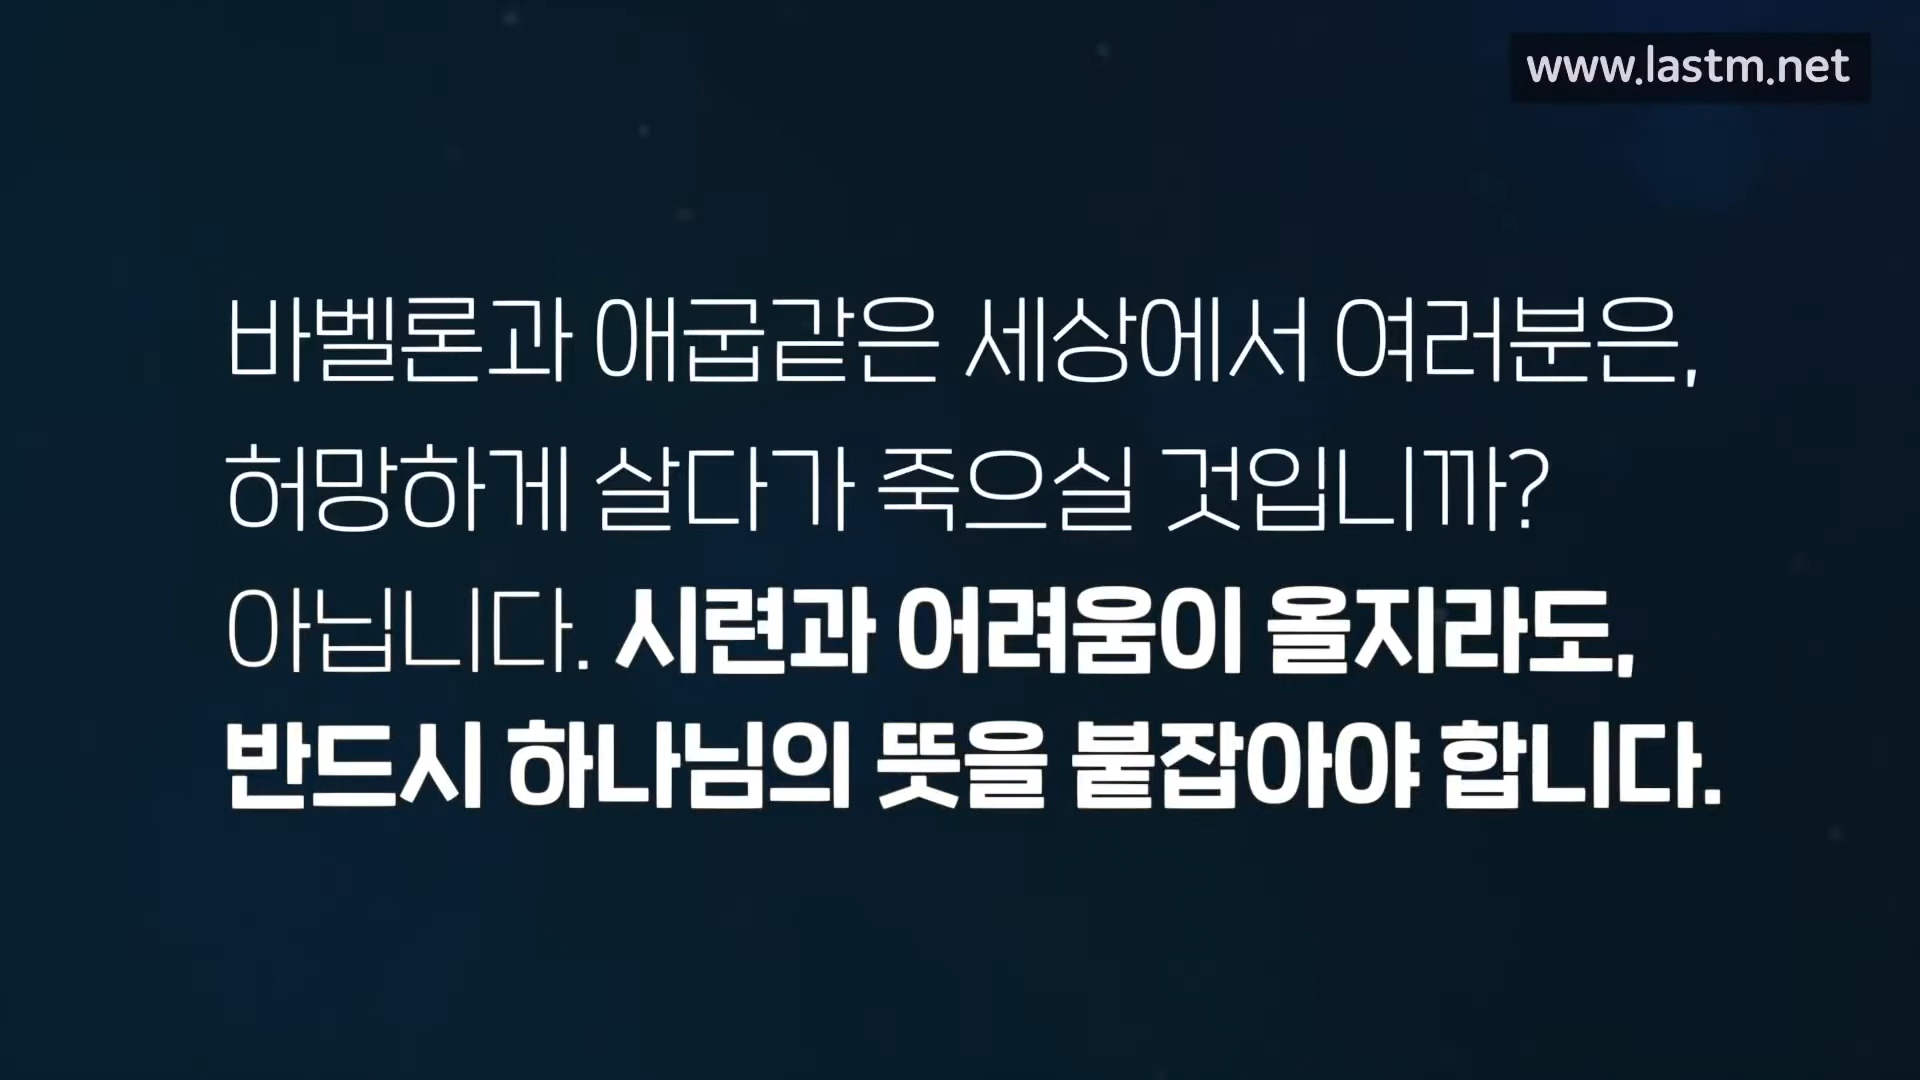 www.lastm.net
바벨론과 애굽같은 세상에서 여러분은,
허망하게 살다가 죽으실 것입니까?
아닙니다. 시련과 어려움이 올지라도,
반드시 하나님의 뜻을 붙잡아야 합니다.